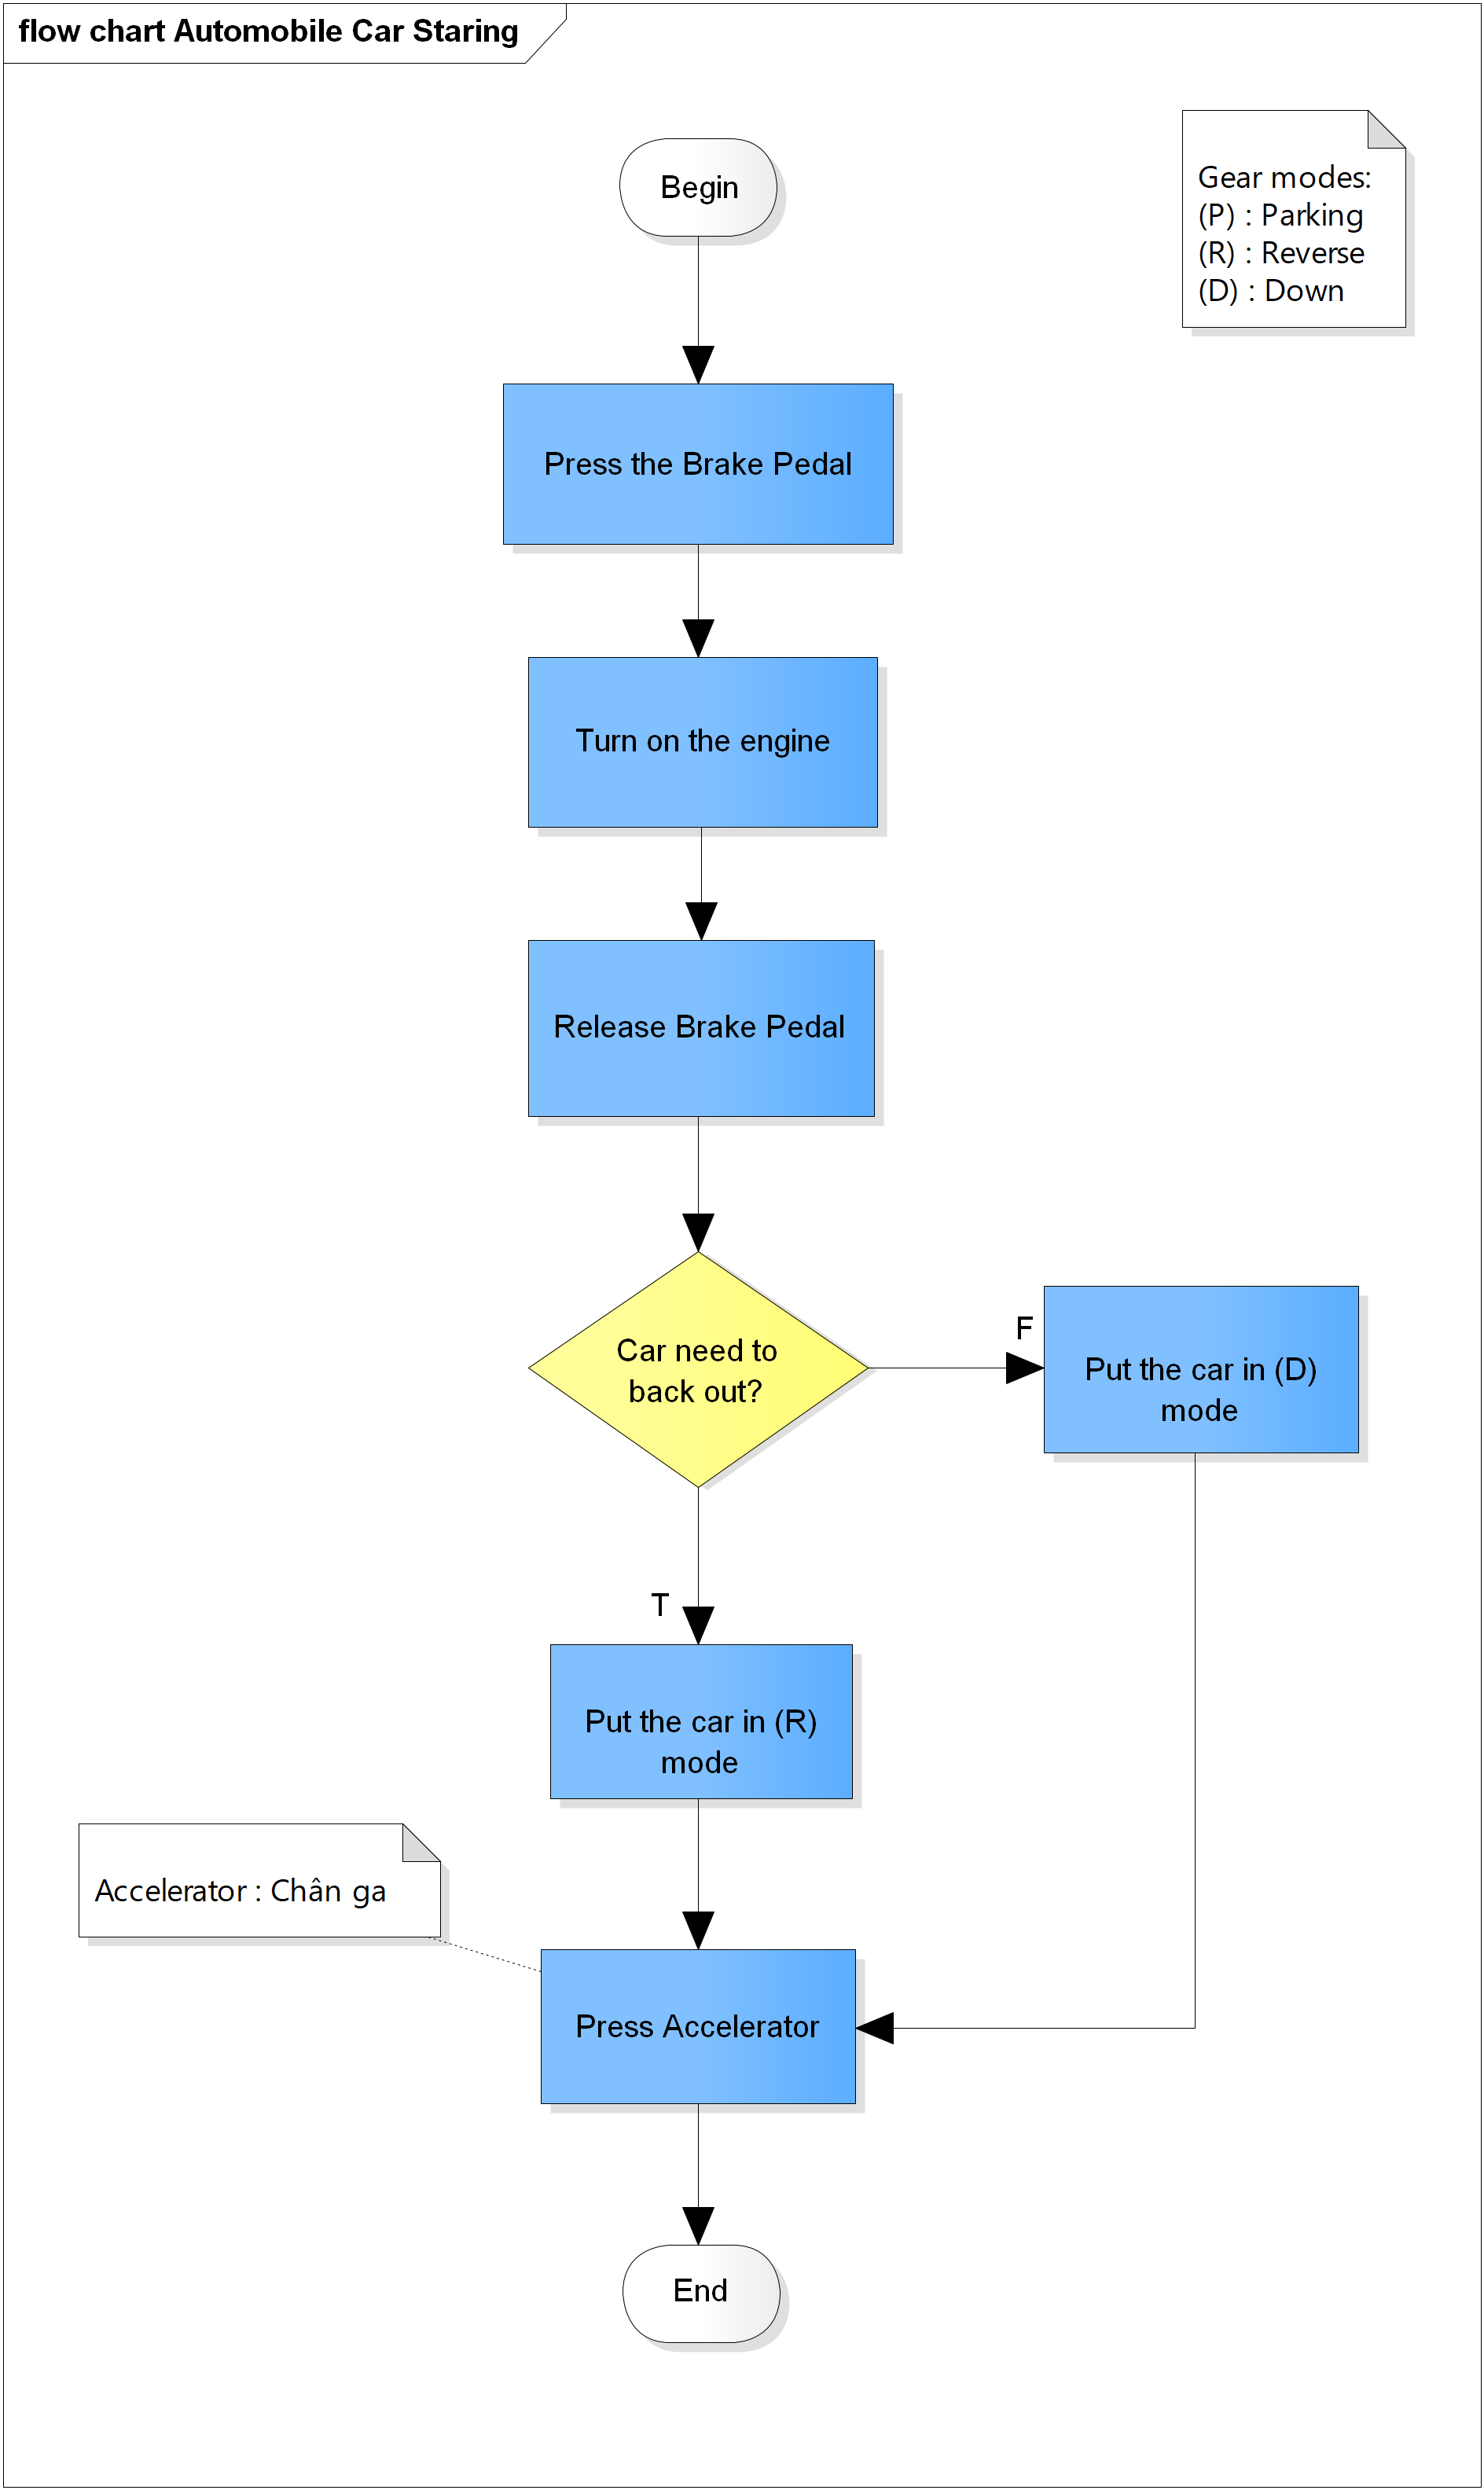 flow chart Automobile Car Staring
Gear modes:
(P) : Parking
(R) : Reverse
(D) : Down
Begin
Press the Brake Pedal
Turn on the engine
Release Brake Pedal
Car need to
back out?
F
Put the car in (D)
mode
T
Put the car in (R)
mode
Accelerator : Chân ga
Press Accelerator
End